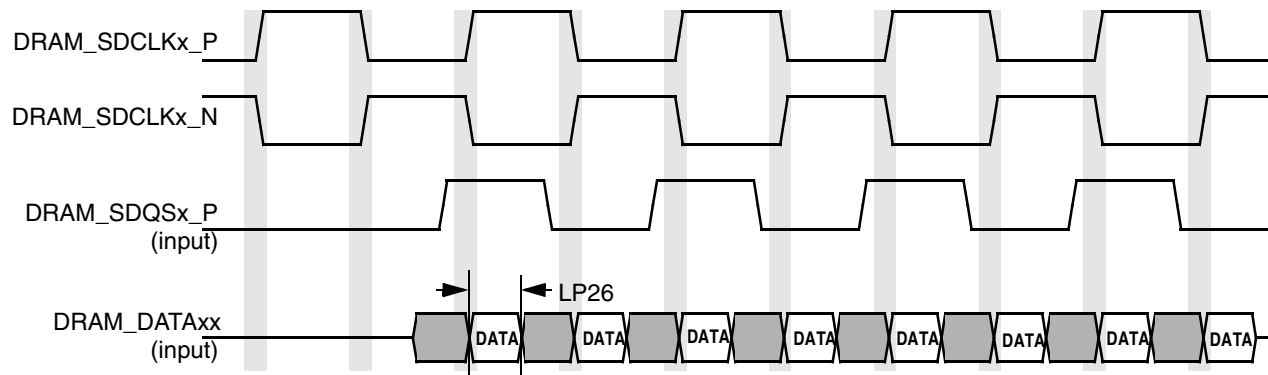 DRAM_SDCLKx_P
DRAM_SDCLKx_N
DRAM_SDQSx_P
(input)
LP26
DRAM_DATAxx
(input)
DATA DATA DATA DATA DATA DATA DATA DATA